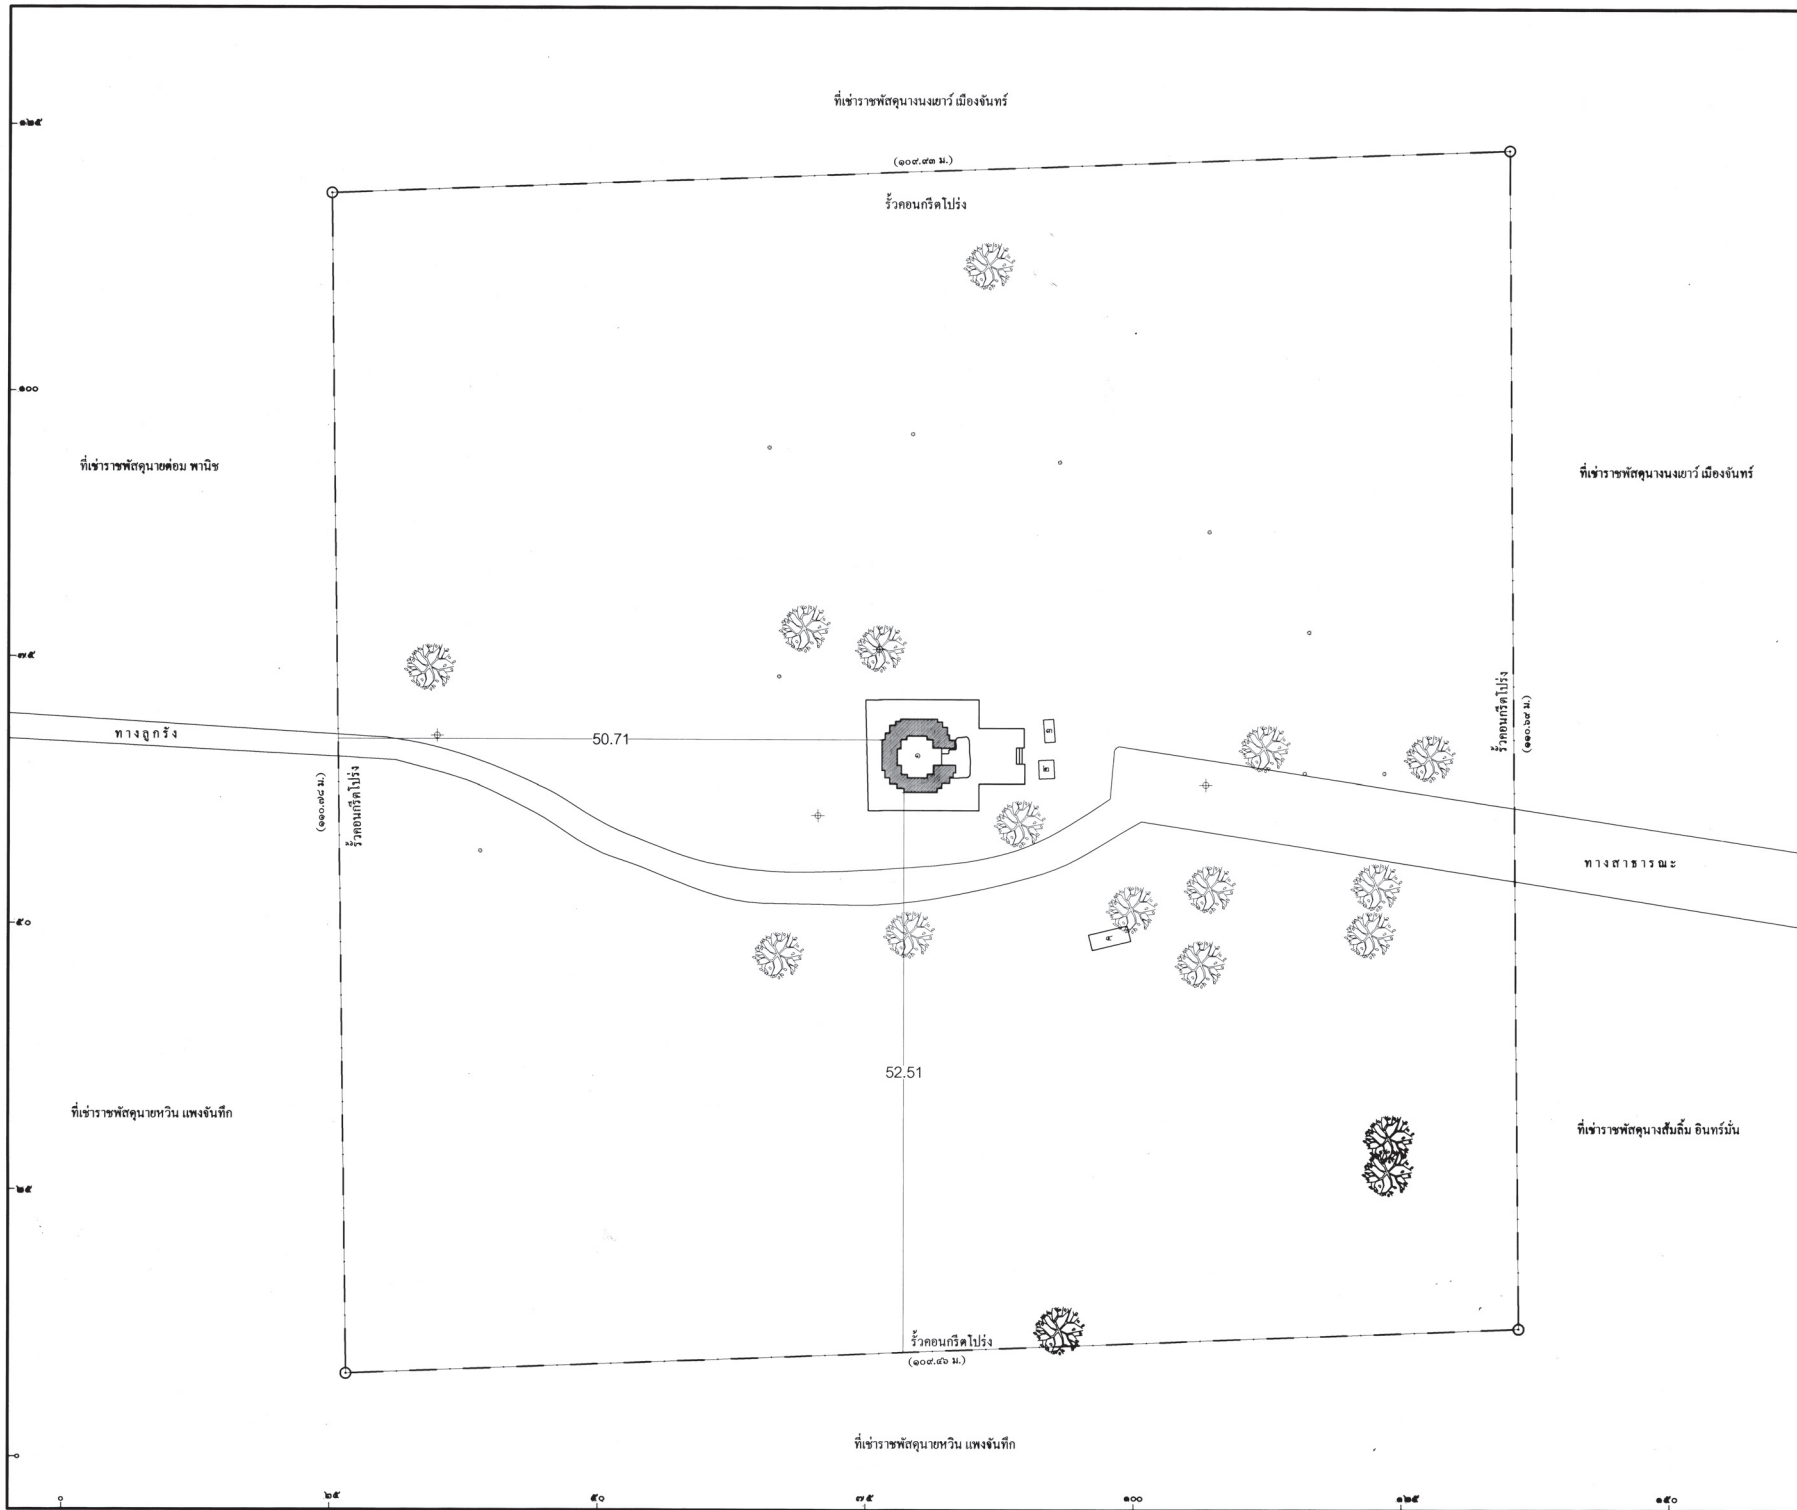 ที่เช่าราชพัสดุนางนงเยาว์ เมืองจันทร์
๑๒๕
(๑๐๙.๙๓ ม.)
รั้วคอนกรีตโปร่ง
๑๐๐
ที่เช่าราชพัสดุนายต่อม พานิช
ที่เช่าราชพัสดุนางนงเยาว์ เมืองจันทร์
๗๕
ทางลูกรัง
50.71
๑
๒
รั้วคอนกรีตโปร่ง
(๑๑๐.๖๙ ม.)
(๑๑๐.๗๘ ม.)
รั้วคอนกรีตโปร่ง
ทางสาธารณะ
๕๐
52.51
ที่เช่าราชพัสดุนายหวิน แพงจันทึก
ที่เช่าราชพัสดุนางส้มลิ้ม อินทร์มั่น
๒๕
รั้วคอนกรีตโปร่ง
(๑๐๙.๔๖ ม.)
ที่เช่าราชพัสดุนายหวิน แพงจันทึก
๐
๐ ๒๕ ๕๐ ๗๕ ๑๐๐ ๑๒๕ ๑๕๐